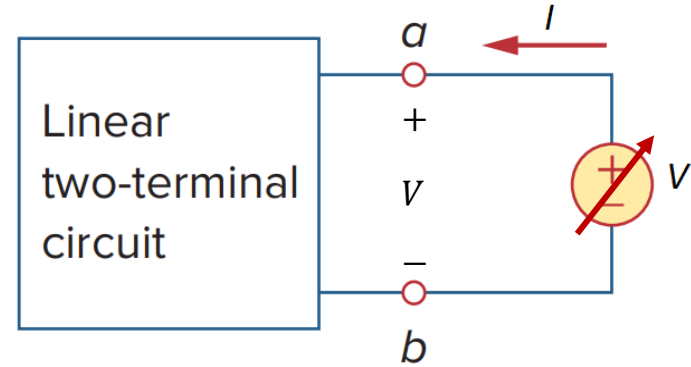 I
a
Linear
two-terminal
circuit
+
V
–
+
–
V
b